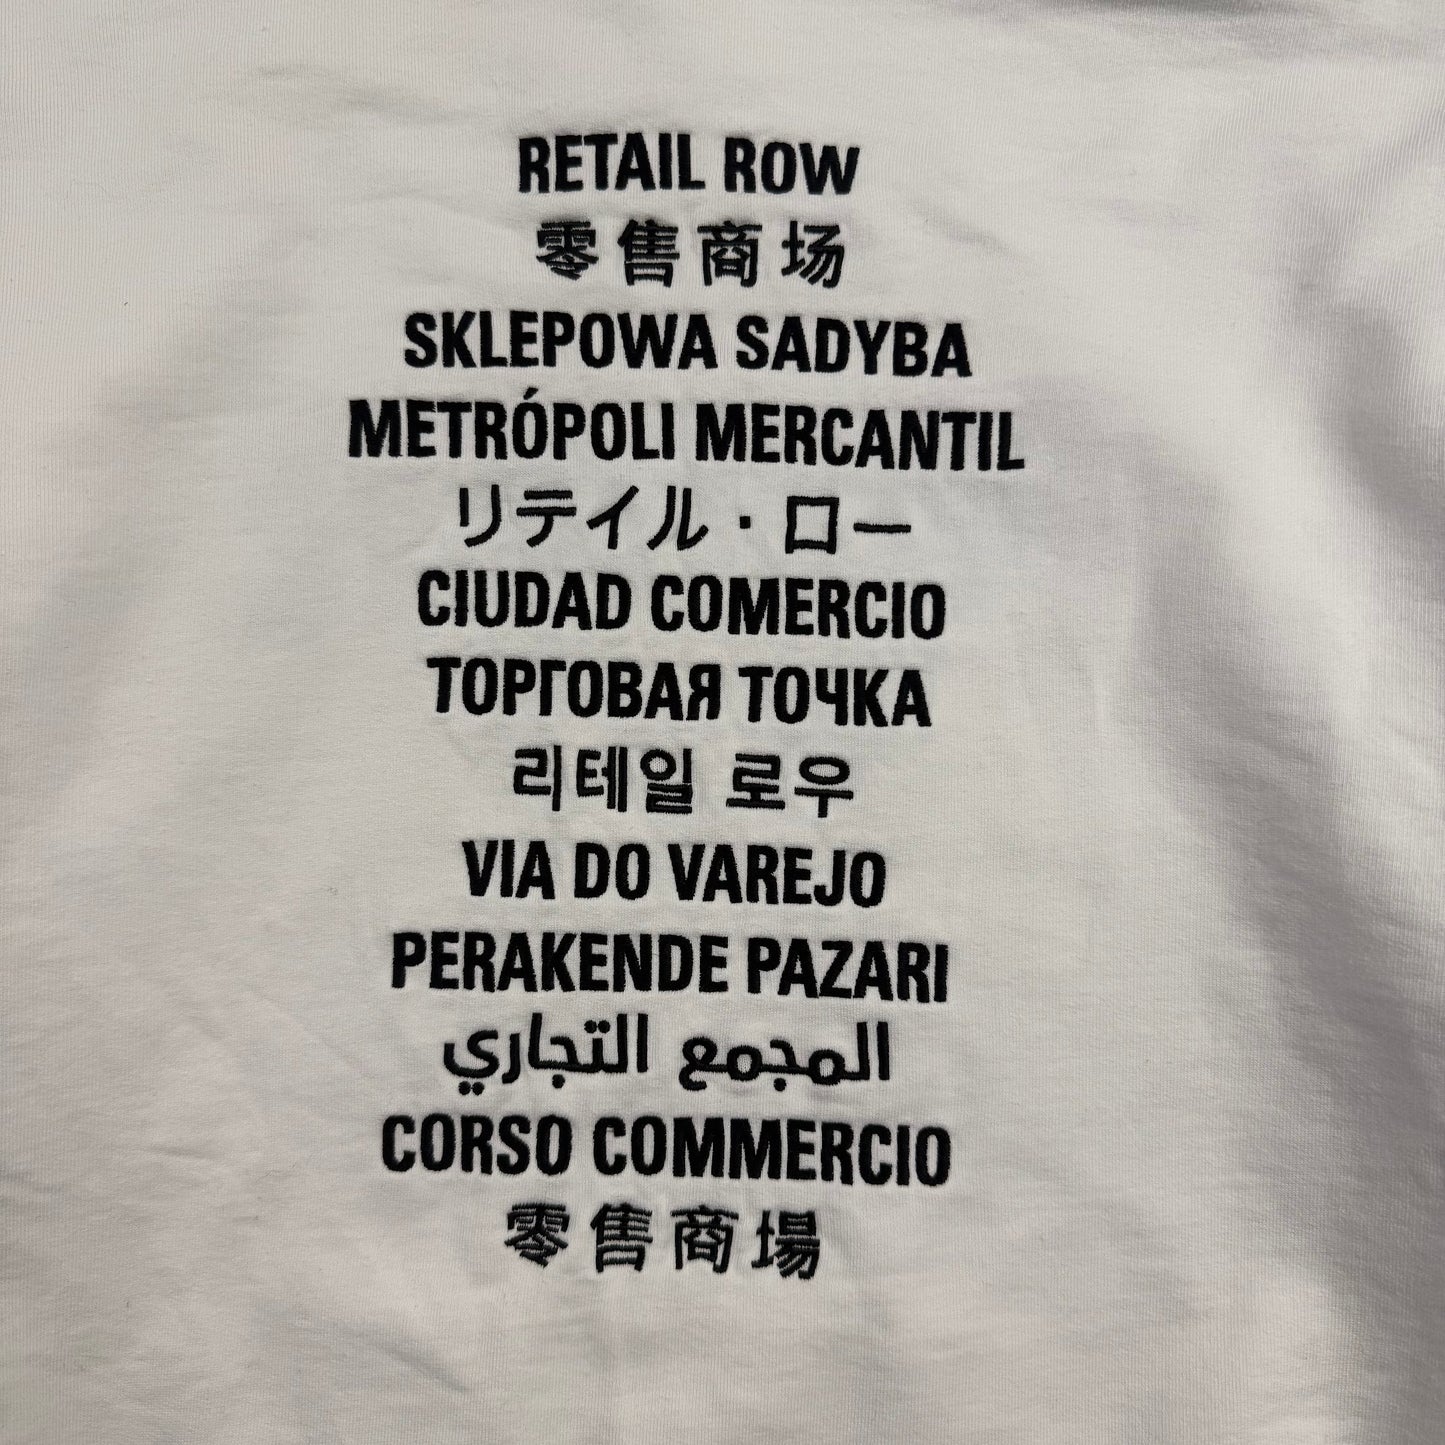 RETAIL ROW
零售商场
SKLEPOWA SADYBA
METRÓPOLI MERCANTIL
リテイル・ロー
CIUDAD COMERCIO
ТОРГОВАЯ ТОЧКА
리테일 로우
VIA DO VAREJO
PERAKENDE PAZARI
المجمع التجاري
CORSO COMMERCIO
零售商場